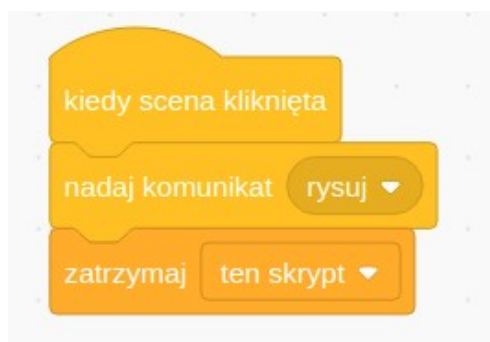 kiedy scena kliknięta
nadaj komunikat rysuj
zatrzymaj ten skrypt